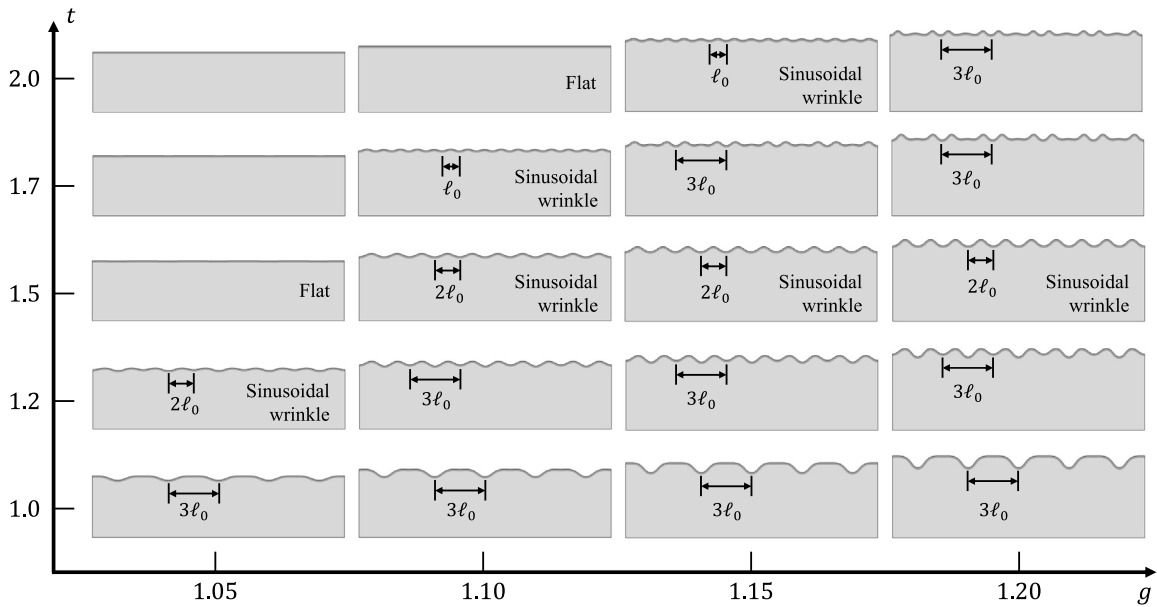 t
2.0
Flat
ℓ₀
Sinusoidal
wrinkle
3ℓ₀
1.7
ℓ₀
Sinusoidal
wrinkle
3ℓ₀
3ℓ₀
1.5
Flat
2ℓ₀
Sinusoidal
wrinkle
2ℓ₀
Sinusoidal
wrinkle
2ℓ₀
Sinusoidal
wrinkle
1.2
2ℓ₀
Sinusoidal
wrinkle
3ℓ₀
3ℓ₀
3ℓ₀
1.0
3ℓ₀
3ℓ₀
3ℓ₀
3ℓ₀
1.05
1.10
1.15
1.20
g